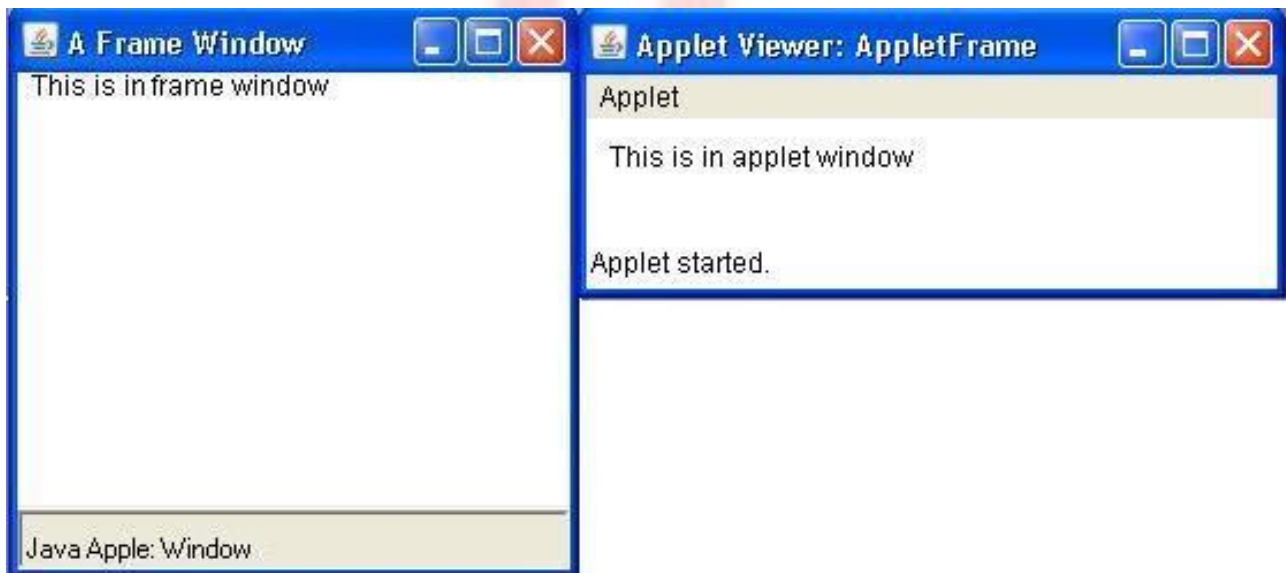 A Frame Window
This is in frame window
Java Apple: Window
Applet Viewer: AppletFrame
Applet
This is in applet window
Applet started.